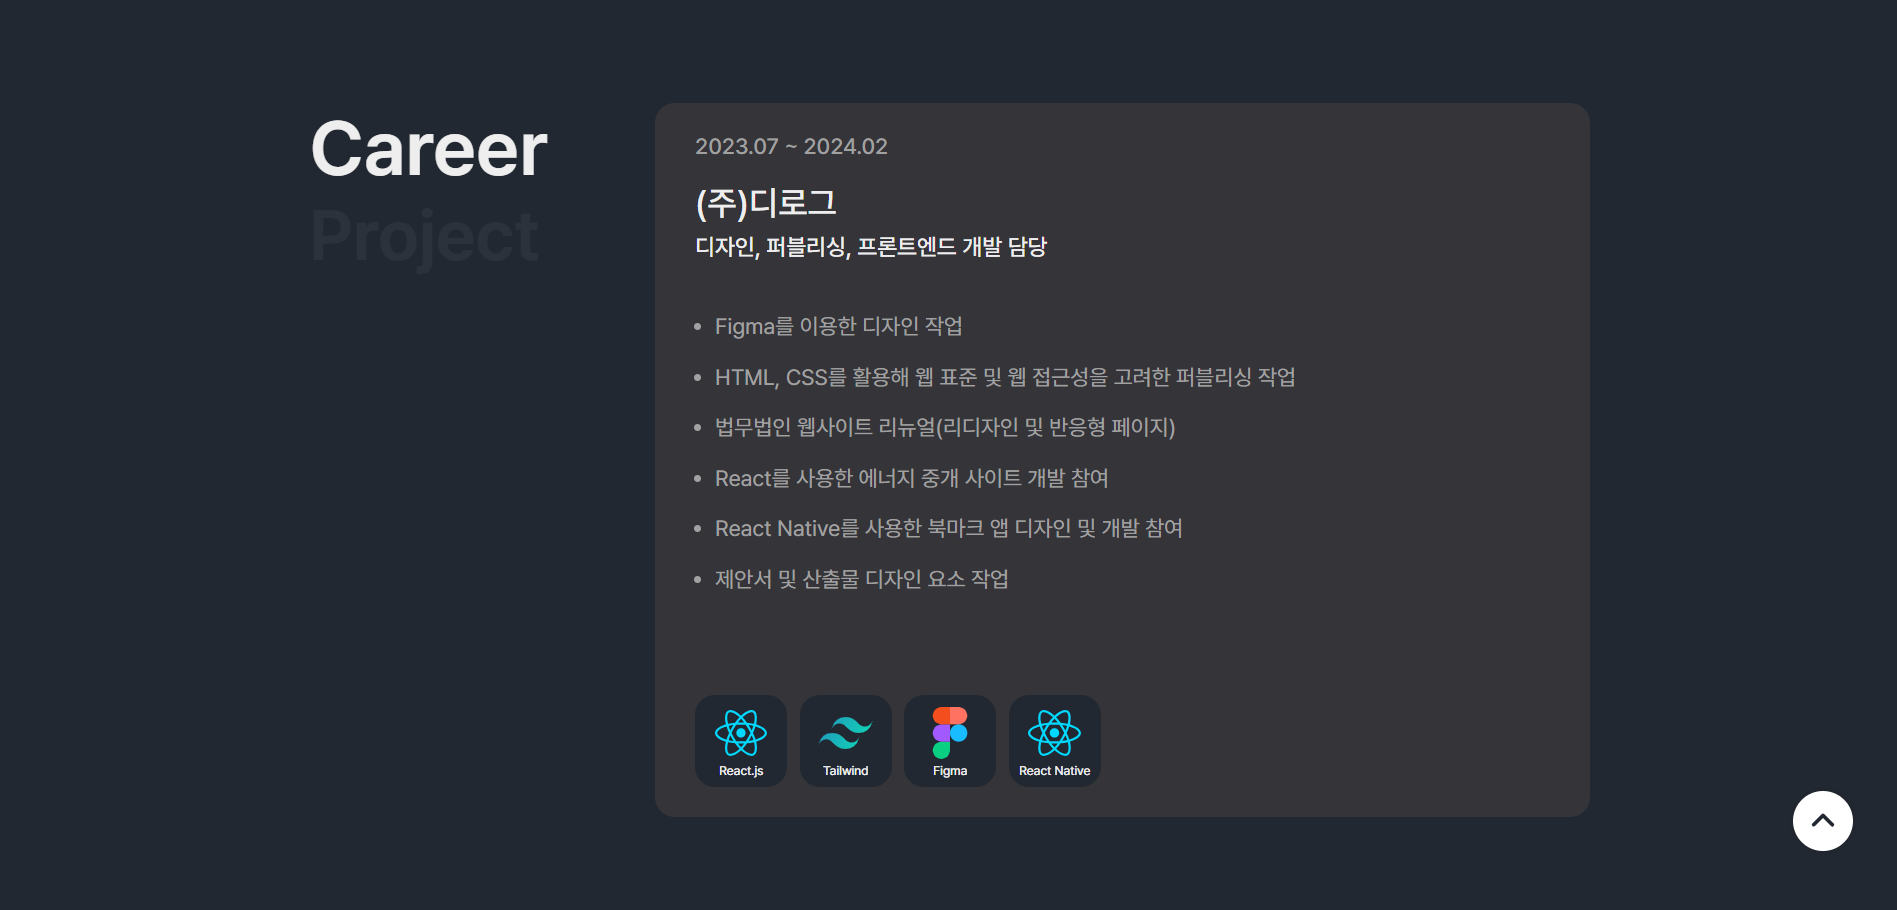 Career
Project
2023.07 ~ 2024.02
(주)디로그
디자인, 퍼블리싱, 프론트엔드 개발 담당
• Figma를 이용한 디자인 작업
• HTML, CSS를 활용해 웹 표준 및 웹 접근성을 고려한 퍼블리싱 작업
• 법무법인 웹사이트 리뉴얼(리디자인 및 반응형 페이지)
• React를 사용한 에너지 중개 사이트 개발 참여
• React Native를 사용한 북마크 앱 디자인 및 개발 참여
• 제안서 및 산출물 디자인 요소 작업
React.js
Tailwind
Figma
React Native